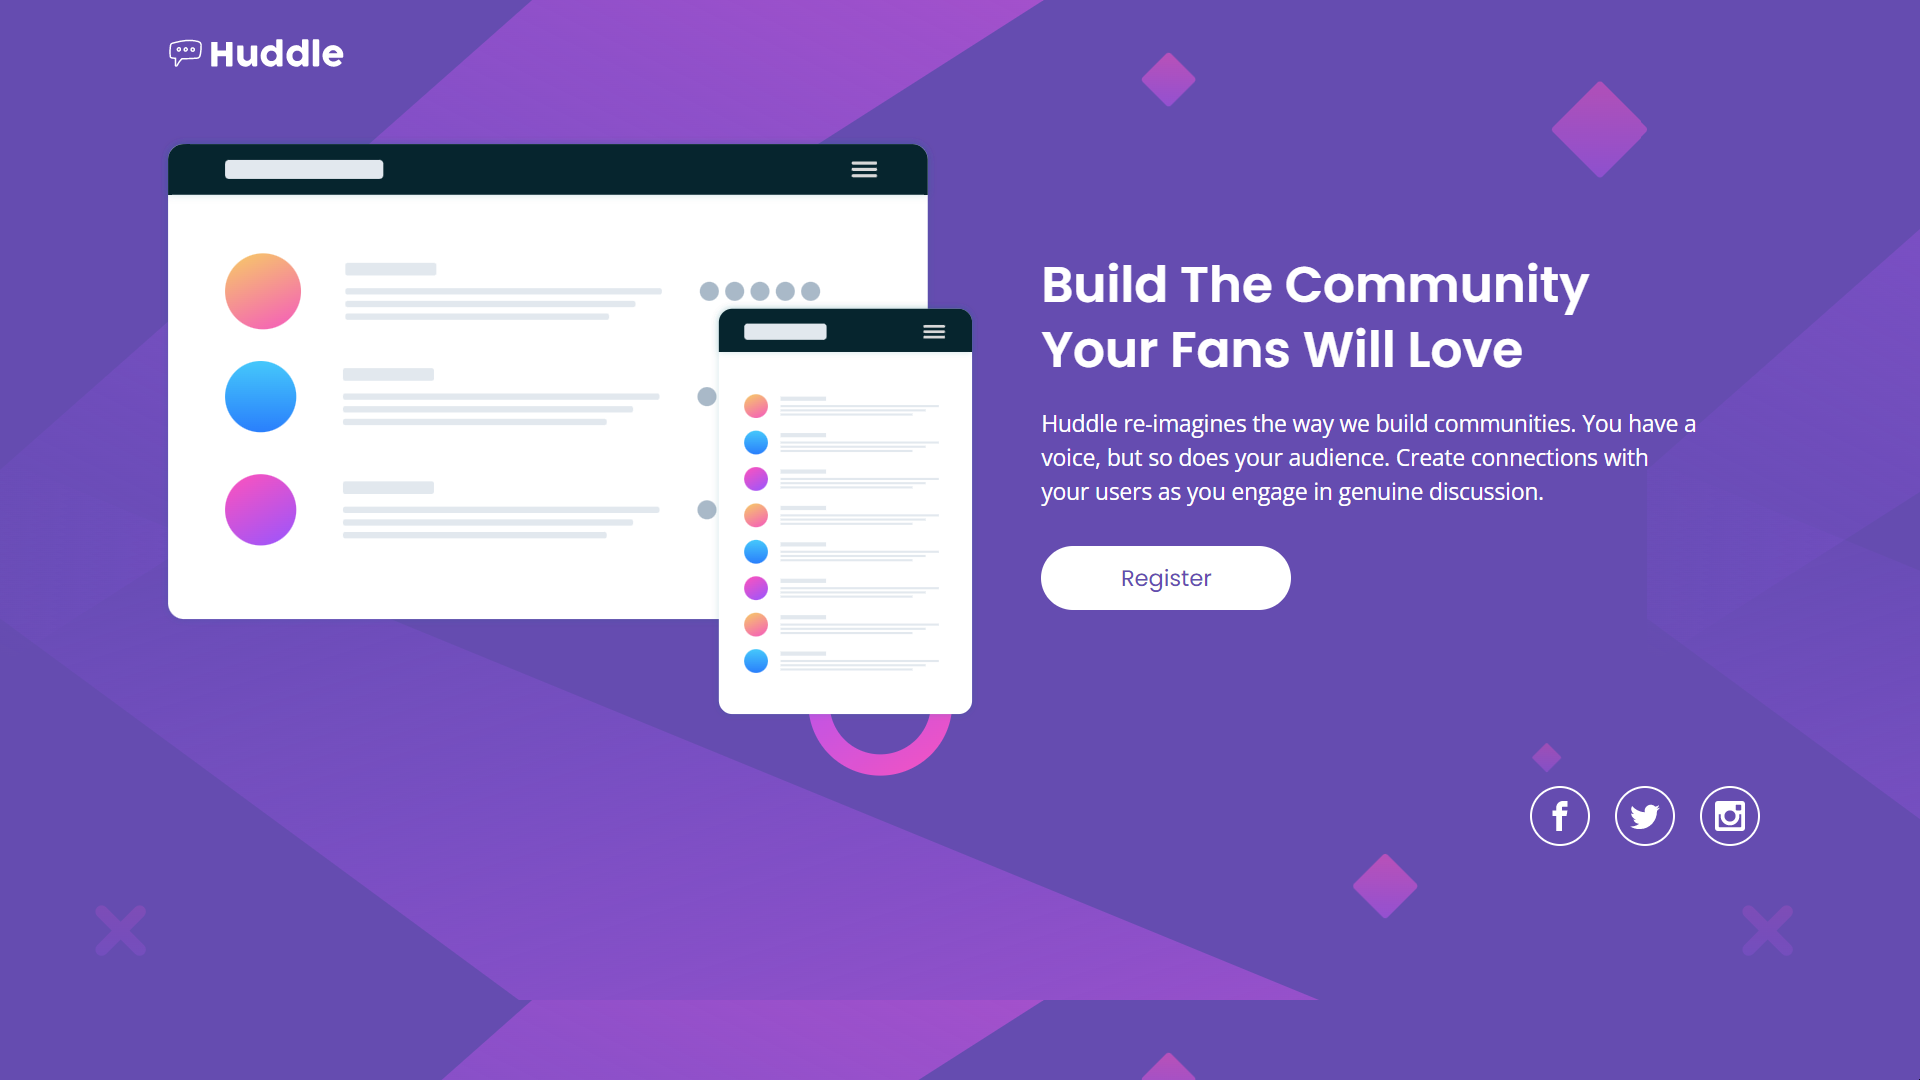 Huddle
Build The Community
Your Fans Will Love
Huddle re-imagines the way we build communities. You have a
voice, but so does your audience. Create connections with
your users as you engage in genuine discussion.
Register